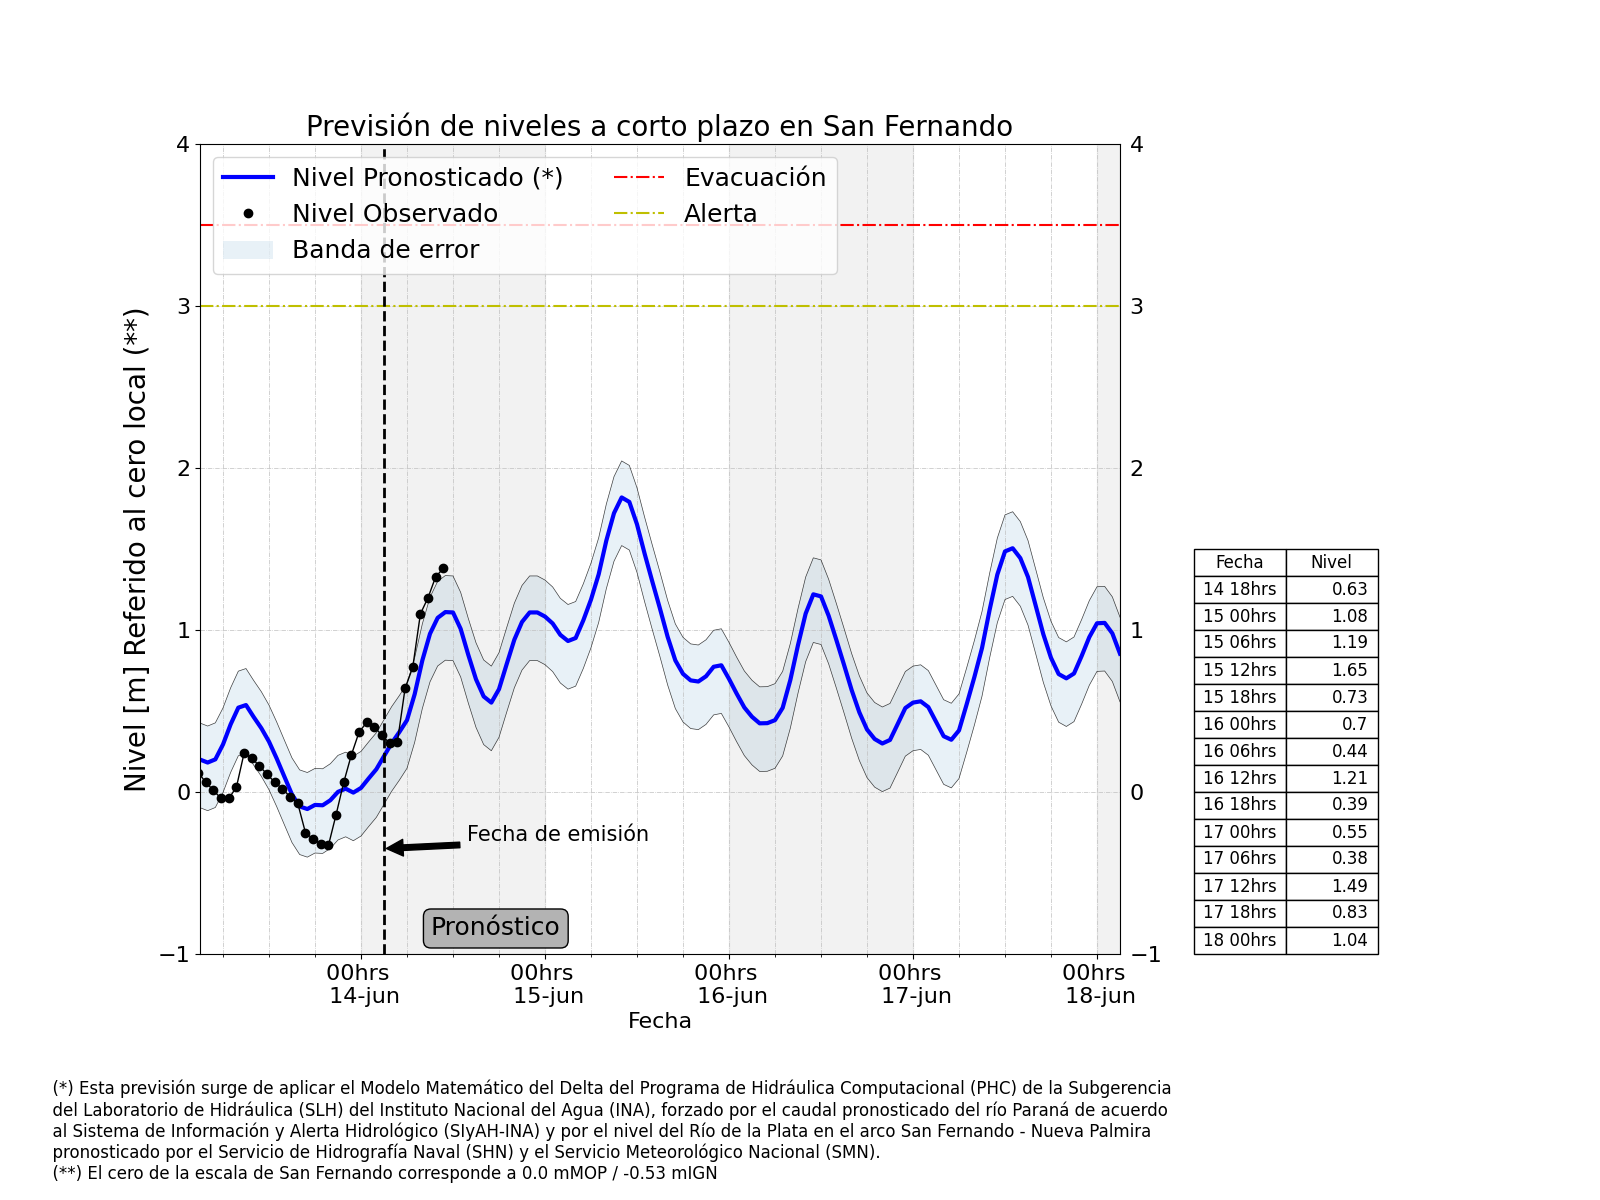 Previsión de niveles a corto plazo en San Fernando
Nivel Pronosticado (*)
Nivel Observado
Banda de error
Evacuación
Alerta
Nivel [m] Referido al cero local (**)
4
3
2
1
0
−1
4
3
2
1
0
−1
Fecha de emisión
Pronóstico
00hrs
14-jun
00hrs
15-jun
00hrs
16-jun
00hrs
17-jun
00hrs
18-jun
Fecha
Fecha Nivel
14 18hrs 0.63
15 00hrs 1.08
15 06hrs 1.19
15 12hrs 1.65
15 18hrs 0.73
16 00hrs 0.7
16 06hrs 0.44
16 12hrs 1.21
16 18hrs 0.39
17 00hrs 0.55
17 06hrs 0.38
17 12hrs 1.49
17 18hrs 0.83
18 00hrs 1.04
(*) Esta previsión surge de aplicar el Modelo Matemático del Delta del Programa de Hidráulica Computacional (PHC) de la Subgerencia
del Laboratorio de Hidráulica (SLH) del Instituto Nacional del Agua (INA), forzado por el caudal pronosticado del río Paraná de acuerdo
al Sistema de Información y Alerta Hidrológico (SIyAH-INA) y por el nivel del Río de la Plata en el arco San Fernando - Nueva Palmira
pronosticado por el Servicio de Hidrografía Naval (SHN) y el Servicio Meteorológico Nacional (SMN).
(**) El cero de la escala de San Fernando corresponde a 0.0 mMOP / -0.53 mIGN